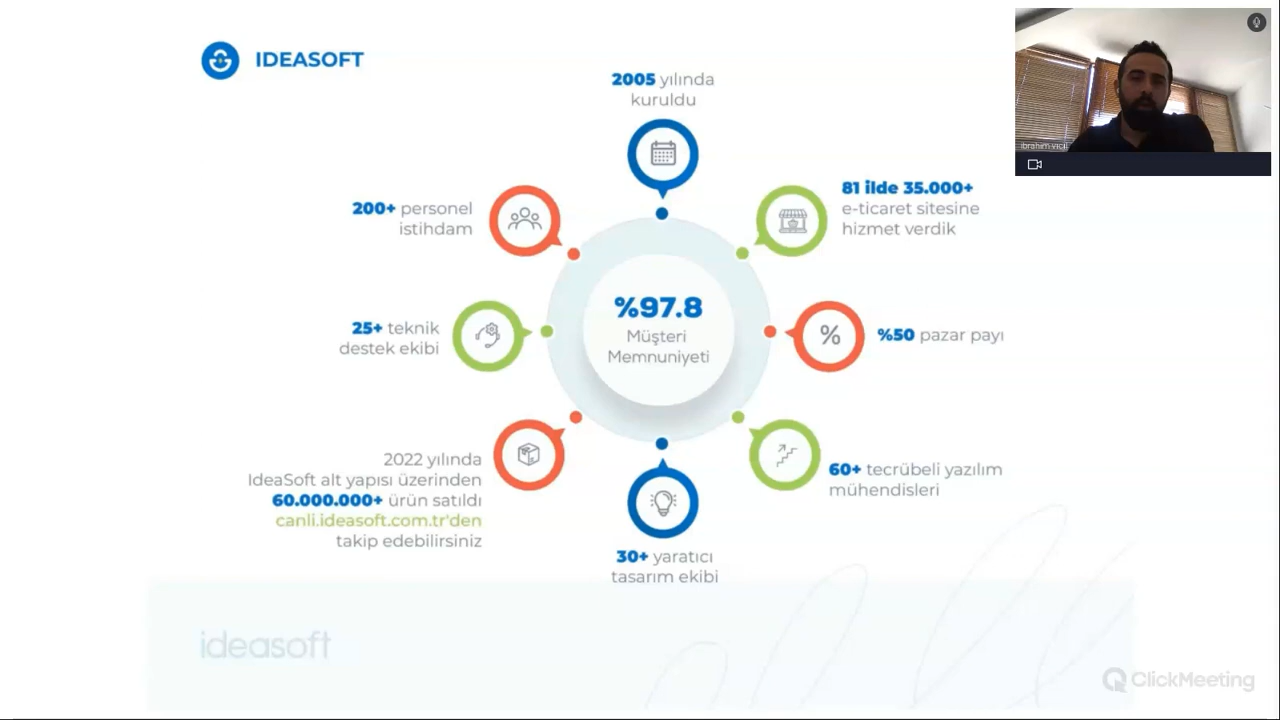 IDEASOFT
2005 yılında
kuruldu
81 ilde 35.000+
e-ticaret sitesine
hizmet verdik
200+ personel
istihdam
%97.8
Müşteri
Memnuniyeti
%
%50 pazar payı
25+ teknik
destek ekibi
2022 yılında
IdeaSoft alt yapısı üzerinden
60.000.000+ ürün satıldı
canli.ideasoft.com.tr'den
takip edebilirsiniz
60+ tecrübeli yazılım
mühendisleri
30+ yaratıcı
tasarım ekibi
ideasoft
ClickMeeting